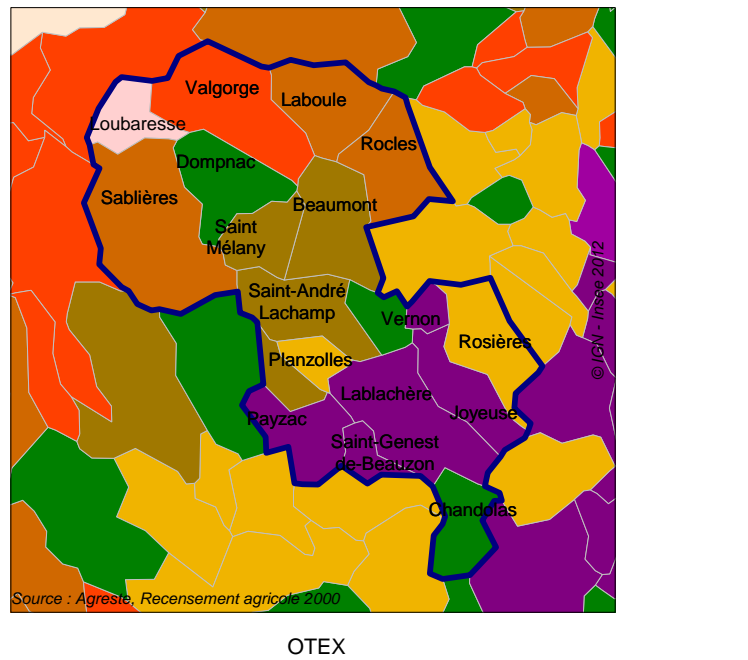 Valgorge
Laboule
Loubaresse
Rocles
Dompnac
Sablières
Beaumont
Saint
Mélany
Saint-André
Lachamp
Vernon
Rosières
Planzolles
Lablachère
Joyeuse
Payzac
Saint-Genest
de-Beauzon
Chandolas
© IGN - Insee 2012
Source : Agreste, Recensement agricole 2000
OTEX